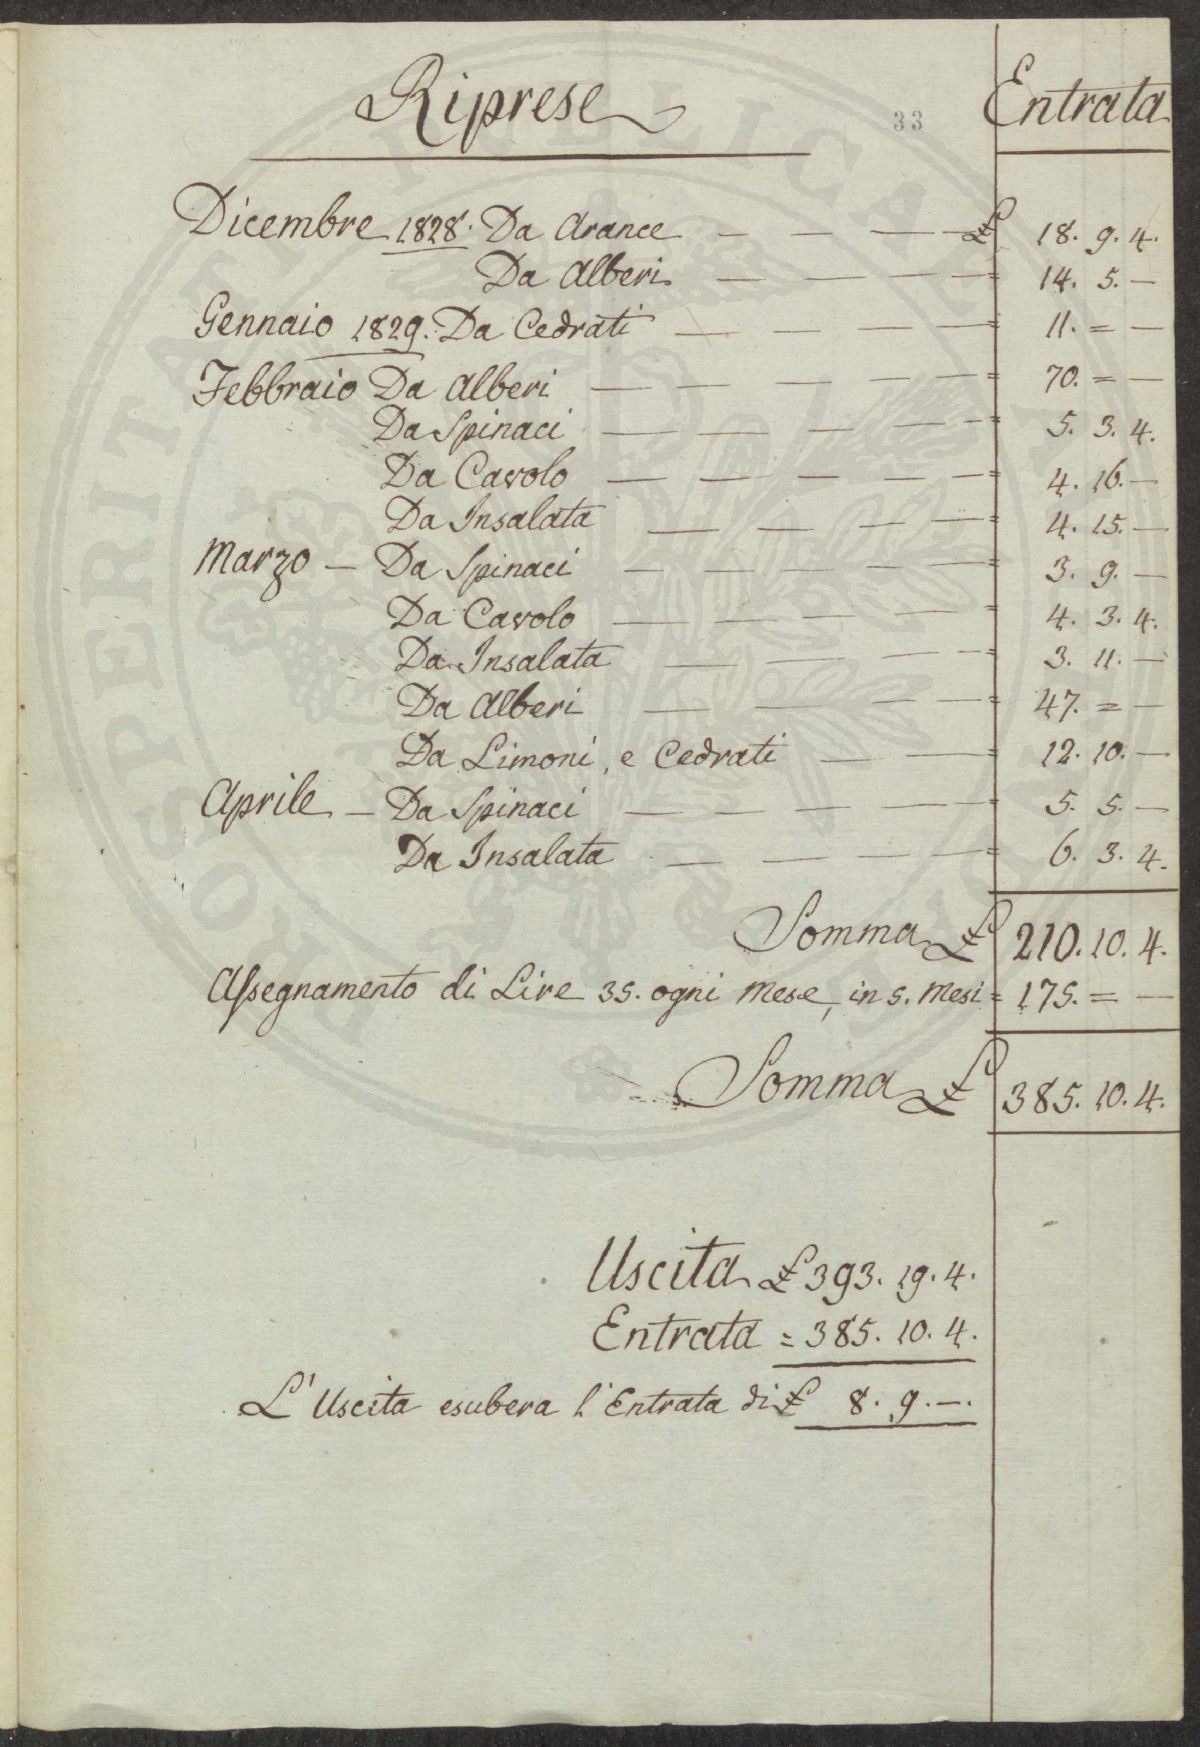 Riprese
33
Entrata
Dicembre 1828. Da Arance — — — — £ 18. 9. 4.
Da Alberi — — — — = 14. 5. —
Gennaio 1829. Da Cedrati — — — — = 11. = —
Febbraio Da Alberi — — — — = 70. = —
Da Spinaci — — — — = 5. 3. 4.
Da Cavolo — — — — = 4. 16. —
Da Insalata — — — — = 4. 15. —
Marzo — Da Spinaci — — — — = 3. 9. —
Da Cavolo — — — — = 4. 3. 4.
Da Insalata — — — — = 3. 11. —
Da Alberi — — — — = 47. = —
Da Limoni, e Cedrati — — = 12. 10. —
Aprile — Da Spinaci — — — — = 5. 5. —
Da Insalata — — — — = 6. 3. 4.
Somma £ 210. 10. 4.
Assegnamento di Lire 35. ogni Mese, in 5. Mesi = 175. = —
Somma £ 385. 10. 4.
Uscita £ 393. 19. 4.
Entrata = 385. 10. 4.
L'Uscita esubera l'Entrata di £ 8. 9. —.